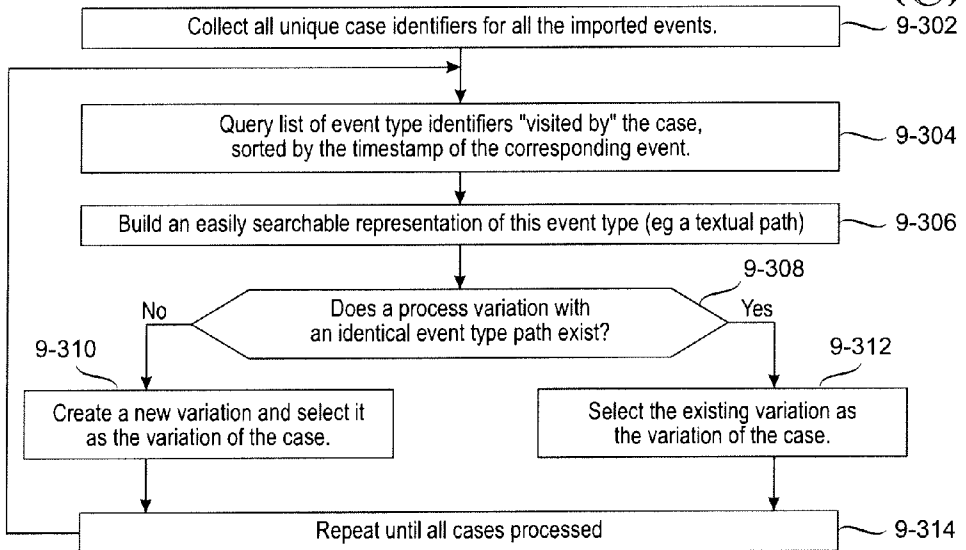 Collect all unique case identifiers for all the imported events.
9-302
Query list of event type identifiers "visited by" the case,
sorted by the timestamp of the corresponding event.
9-304
Build an easily searchable representation of this event type (eg a textual path)
9-306
9-308
Does a process variation with
an identical event type path exist?
No
Yes
9-310
9-312
Create a new variation and select it
as the variation of the case.
Select the existing variation as
the variation of the case.
Repeat until all cases processed
9-314